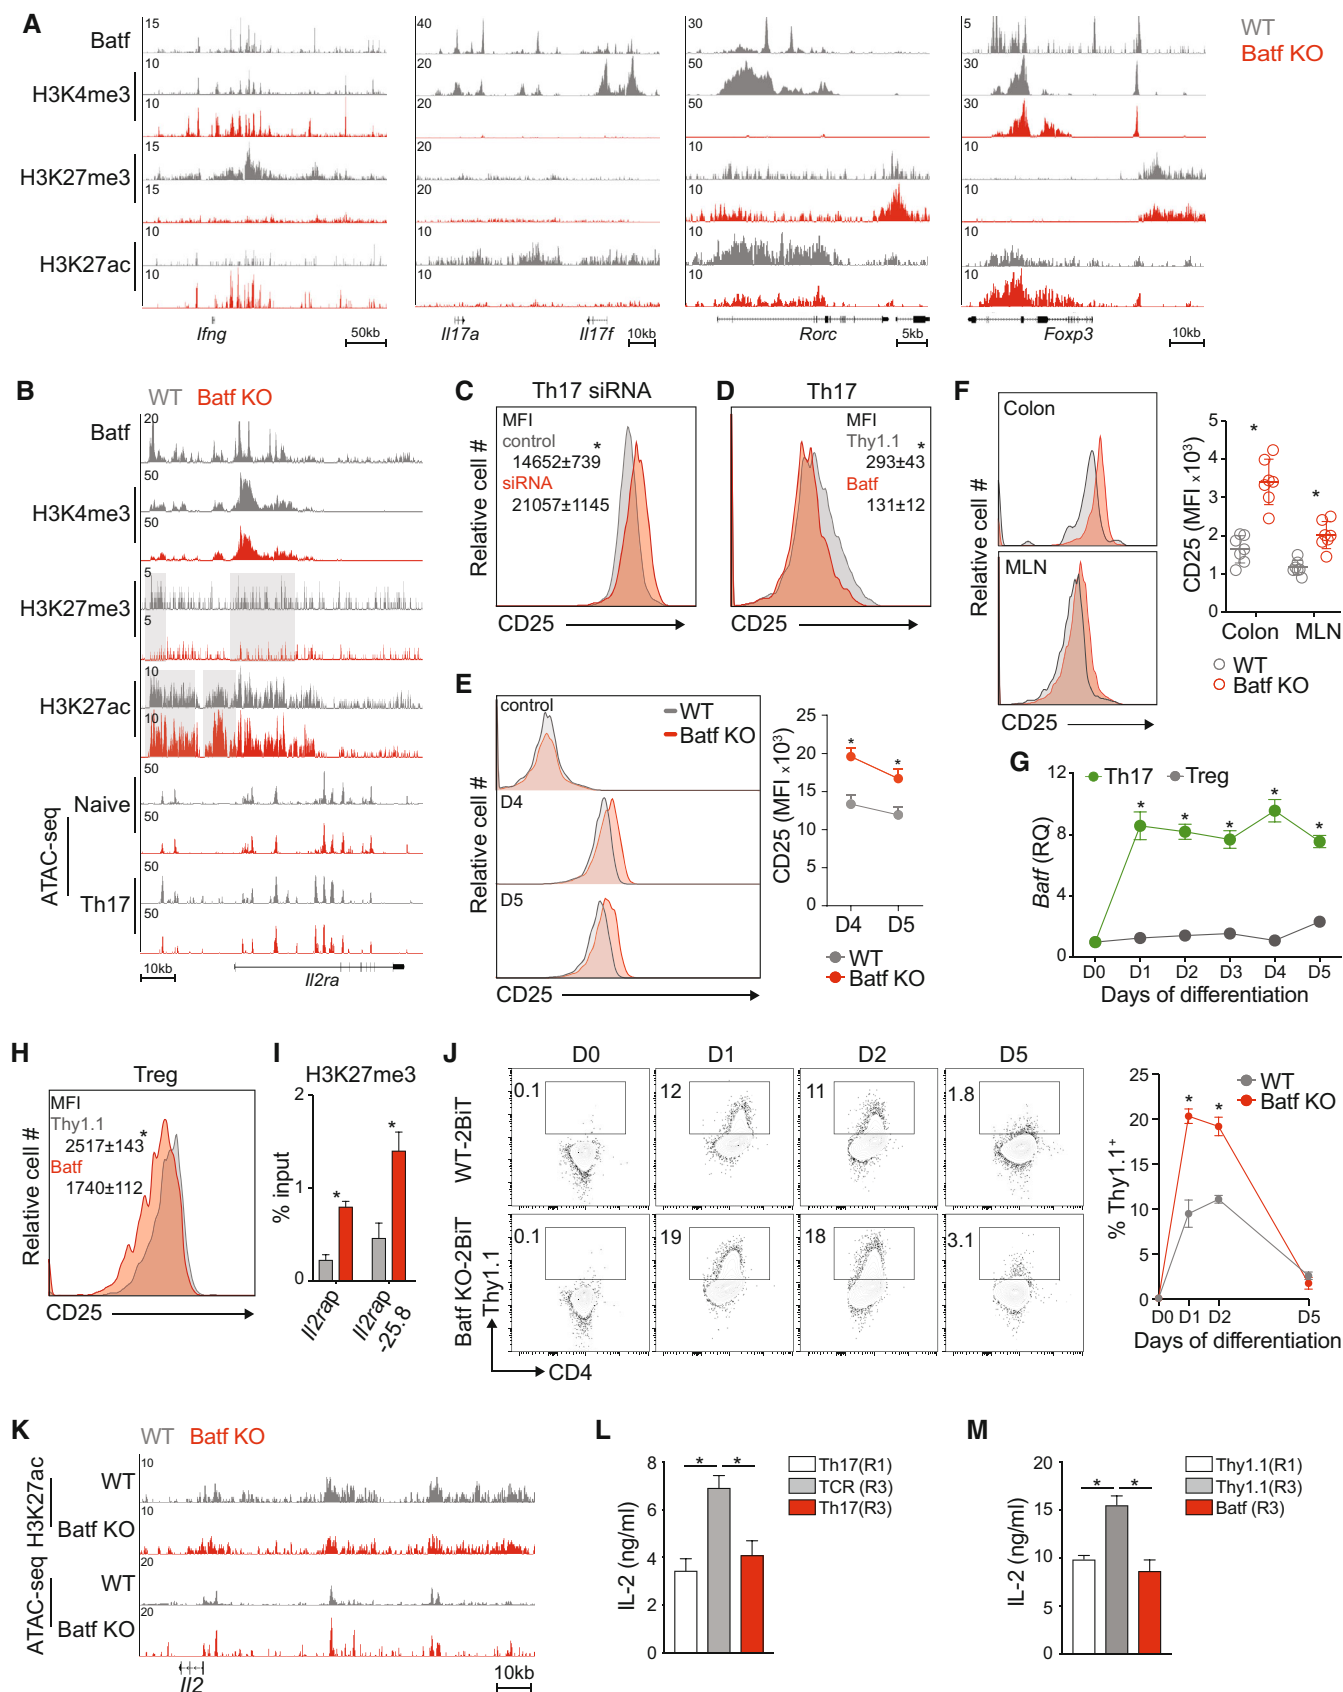 A
WT
Batf KO
Batf
H3K4me3
H3K27me3
H3K27ac
15
10
10
15
15
10
10
Ifng
50kb
40
20
20
20
20
10
10
Il17a
Il17f
10kb
30
50
50
10
10
10
10
Rorc
5kb
5
30
30
10
10
10
10
Foxp3
10kb
B
WT Batf KO
Batf
H3K4me3
H3K27me3
H3K27ac
ATAC-seq
Naive
Th17
20
50
50
5
5
10
10
50
50
50
50
10kb
Il2ra
C
Th17 siRNA
MFI
control
*
14652±739
siRNA
21057±1145
Relative cell #
CD25
D
Th17
MFI
Thy1.1
*
293±43
Batf
131±12
CD25
E
control
D4
D5
WT
Batf KO
Relative cell #
Relative cell #
CD25
CD25 (MFI x10³)
25
20
15
10
5
0
*
*
D4 D5
WT
Batf KO
F
Colon
MLN
Relative cell #
CD25
CD25 (MFI x10³)
5
4
3
2
1
0
*
*
Colon MLN
WT
Batf KO
G
Th17 Treg
Batf (RQ)
12
8
4
0
* * * * *
D0 D1 D2 D3 D4 D5
Days of differentiation
H
Treg
MFI
Thy1.1
2517±143 *
Batf
1740±112
Relative cell #
CD25
I
H3K27me3
% input
2
1
0
*
*
Il2rap
Il2rap
-25.8
J
D0 D1 D2 D5
WT-2BiT
0.1 12 11 1.8
Batf KO-2BiT
0.1 19 18 3.1
Thy1.1
CD4
WT
Batf KO
% Thy1.1⁺
25
20
15
10
5
0
* *
D0 D1 D2 D5
Days of differentiation
K
WT Batf KO
H3K27ac
WT
Batf KO
ATAC-seq
WT
Batf KO
10
10
20
20
Il2
10kb
L
IL-2 (ng/ml)
8
6
4
2
0
* *
Th17(R1)
TCR (R3)
Th17(R3)
M
IL-2 (ng/ml)
20
15
10
5
0
* *
Thy1.1(R1)
Thy1.1(R3)
Batf (R3)